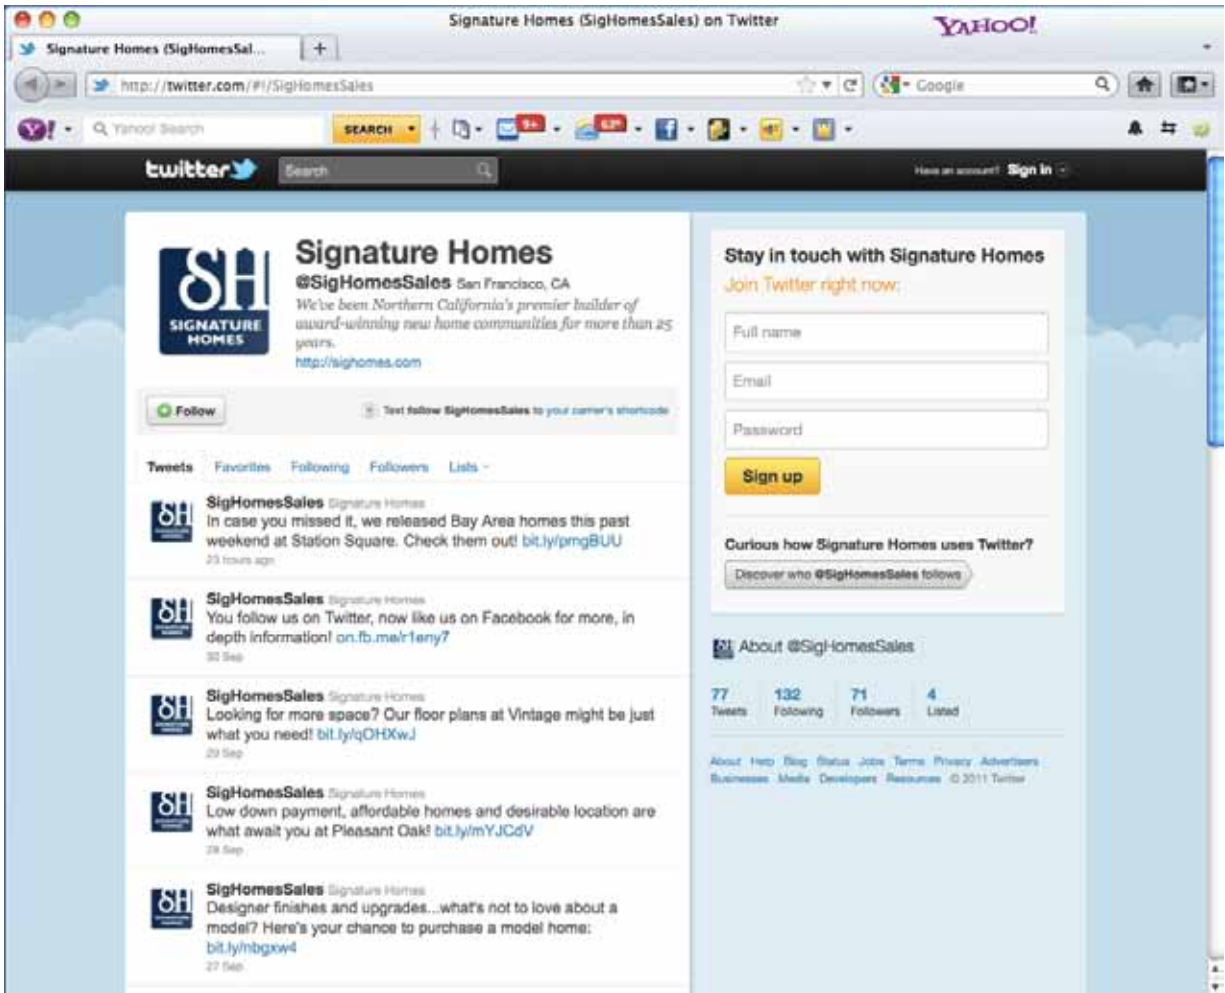 Signature Homes (SigHomesSales) on Twitter
YAHOO!
Signature Homes (SigHomesSal...
+
http://twitter.com/#!/SigHomesSales
Google
Y!
Yahoo! Search
SEARCH
9+
63°
twitter
Search
Have an account? Sign in
SH
SIGNATURE
HOMES
Signature Homes
@SigHomesSales San Francisco, CA
We've been Northern California's premier builder of
award-winning new home communities for more than 25
years.
http://sighomes.com
Follow
Text follow SigHomesSales to your carrier's shortcode
Tweets Favorites Following Followers Lists
SigHomesSales Signature Homes
In case you missed it, we released Bay Area homes this past
weekend at Station Square. Check them out! bit.ly/prngBUU
23 hours ago
SigHomesSales Signature Homes
You follow us on Twitter, now like us on Facebook for more, in
depth information! on.fb.me/r1eny7
30 Sep
SigHomesSales Signature Homes
Looking for more space? Our floor plans at Vintage might be just
what you need! bit.ly/qOHXwJ
29 Sep
SigHomesSales Signature Homes
Low down payment, affordable homes and desirable location are
what await you at Pleasant Oak! bit.ly/mYJCdV
28 Sep
SigHomesSales Signature Homes
Designer finishes and upgrades...what's not to love about a
model? Here's your chance to purchase a model home:
bit.ly/nbgxw4
27 Sep
Stay in touch with Signature Homes
Join Twitter right now:
Full name
Email
Password
Sign up
Curious how Signature Homes uses Twitter?
Discover who @SigHomesSales follows
About @SigHomesSales
77 132 71 4
Tweets Following Followers Listed
About Help Blog Status Jobs Terms Privacy Advertisers
Businesses Media Developers Resources © 2011 Twitter